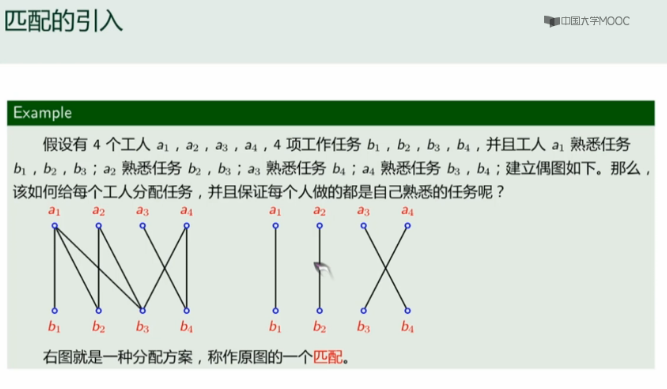 匹配的引入
中国大学MOOC
Example
假设有 4 个工人 a₁ , a₂ , a₃ , a₄ , 4 项工作任务 b₁ , b₂ , b₃ , b₄ , 并且工人 a₁ 熟悉任务
b₁ , b₂ , b₃ ; a₂ 熟悉任务 b₂ , b₃ ; a₃ 熟悉任务 b₄ ; a₄ 熟悉任务 b₃ , b₄ ; 建立偶图如下。那么 ,
该如何给每个工人分配任务 , 并且保证每个人做的都是自己熟悉的任务呢 ?
a₁ a₂ a₃ a₄ a₁ a₂ a₃ a₄
b₁ b₂ b₃ b₄ b₁ b₂ b₃ b₄
右图就是一种分配方案 , 称作原图的一个匹配。